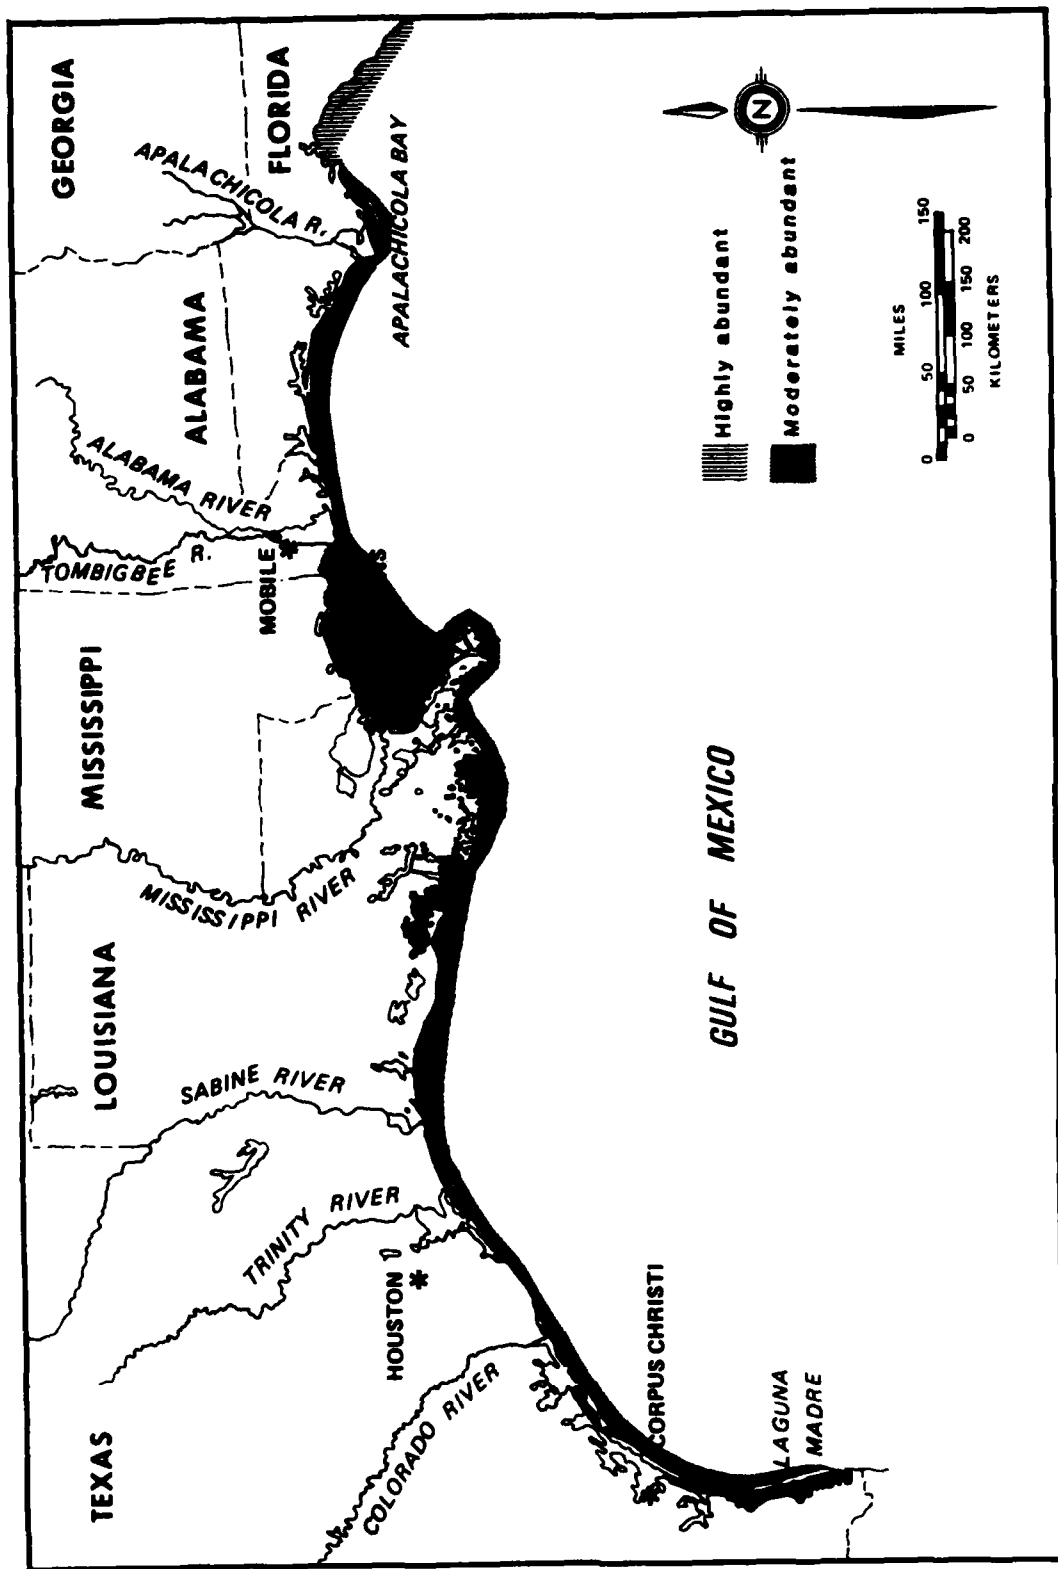 TEXAS
LOUISIANA
MISSISSIPPI
ALABAMA
GEORGIA
FLORIDA
COLORADO RIVER
TRINITY RIVER
SABINE RIVER
MISSISSIPPI RIVER
TOMBIGBEE R.
ALABAMA RIVER
APALACHICOLA R.
HOUSTON
MOBILE
APALACHICOLA BAY
CORPUS CHRISTI
LAGUNA
MADRE
GULF OF MEXICO
N
Highly abundant
Moderately abundant
MILES
0 50 100 150
0 50 100 150 200
KILOMETERS